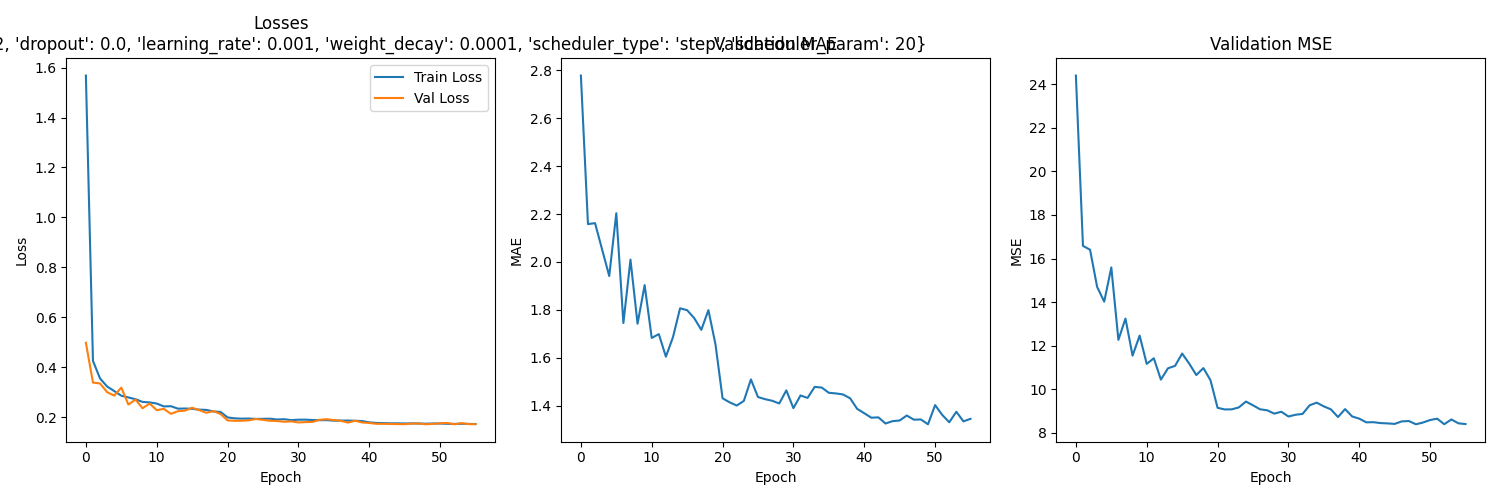 Losses
2, 'dropout': 0.0, 'learning_rate': 0.001, 'weight_decay': 0.0001, 'scheduler_type': 'step', 'scheduler_param': 20}
Train Loss
Val Loss
1.6
1.4
1.2
1.0
0.8
0.6
0.4
0.2
Loss
0 10 20 30 40 50
Epoch
Validation MAE
2.8
2.6
2.4
2.2
2.0
1.8
1.6
1.4
MAE
0 10 20 30 40 50
Epoch
Validation MSE
24
22
20
18
16
14
12
10
8
MSE
0 10 20 30 40 50
Epoch